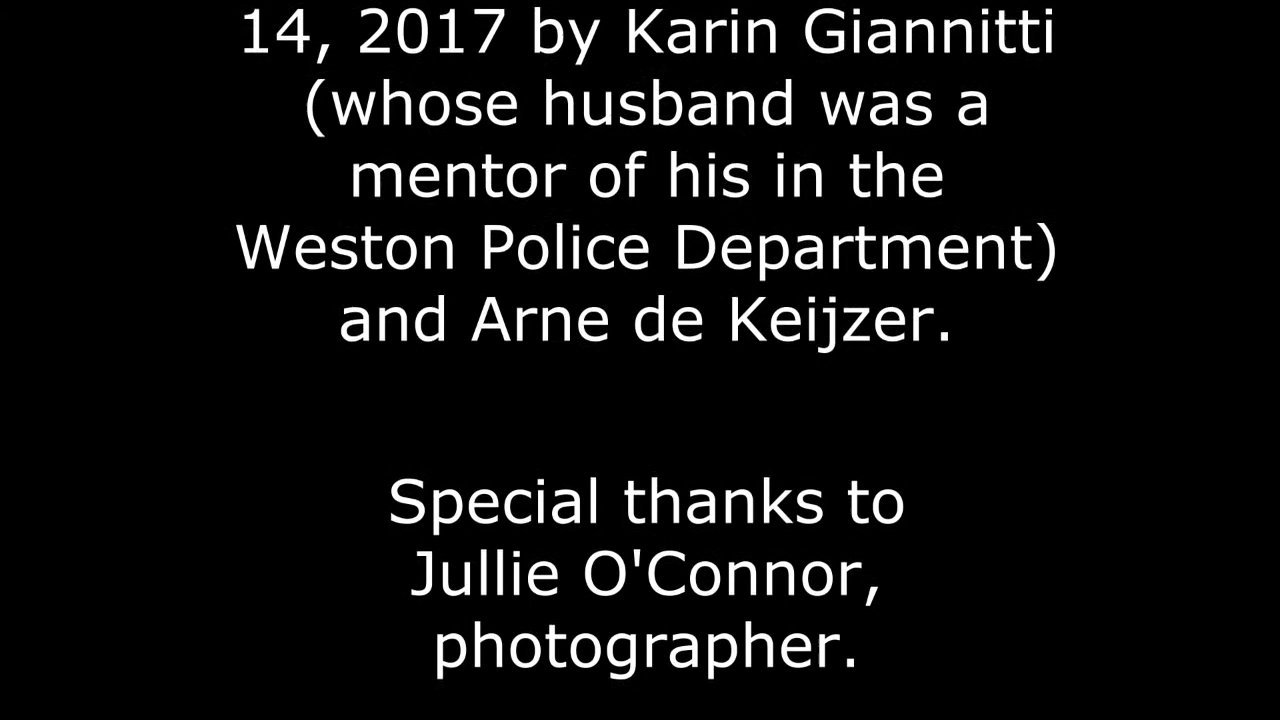 14, 2017 by Karin Giannitti
(whose husband was a
mentor of his in the
Weston Police Department)
and Arne de Keijzer.
Special thanks to
Jullie O'Connor,
photographer.